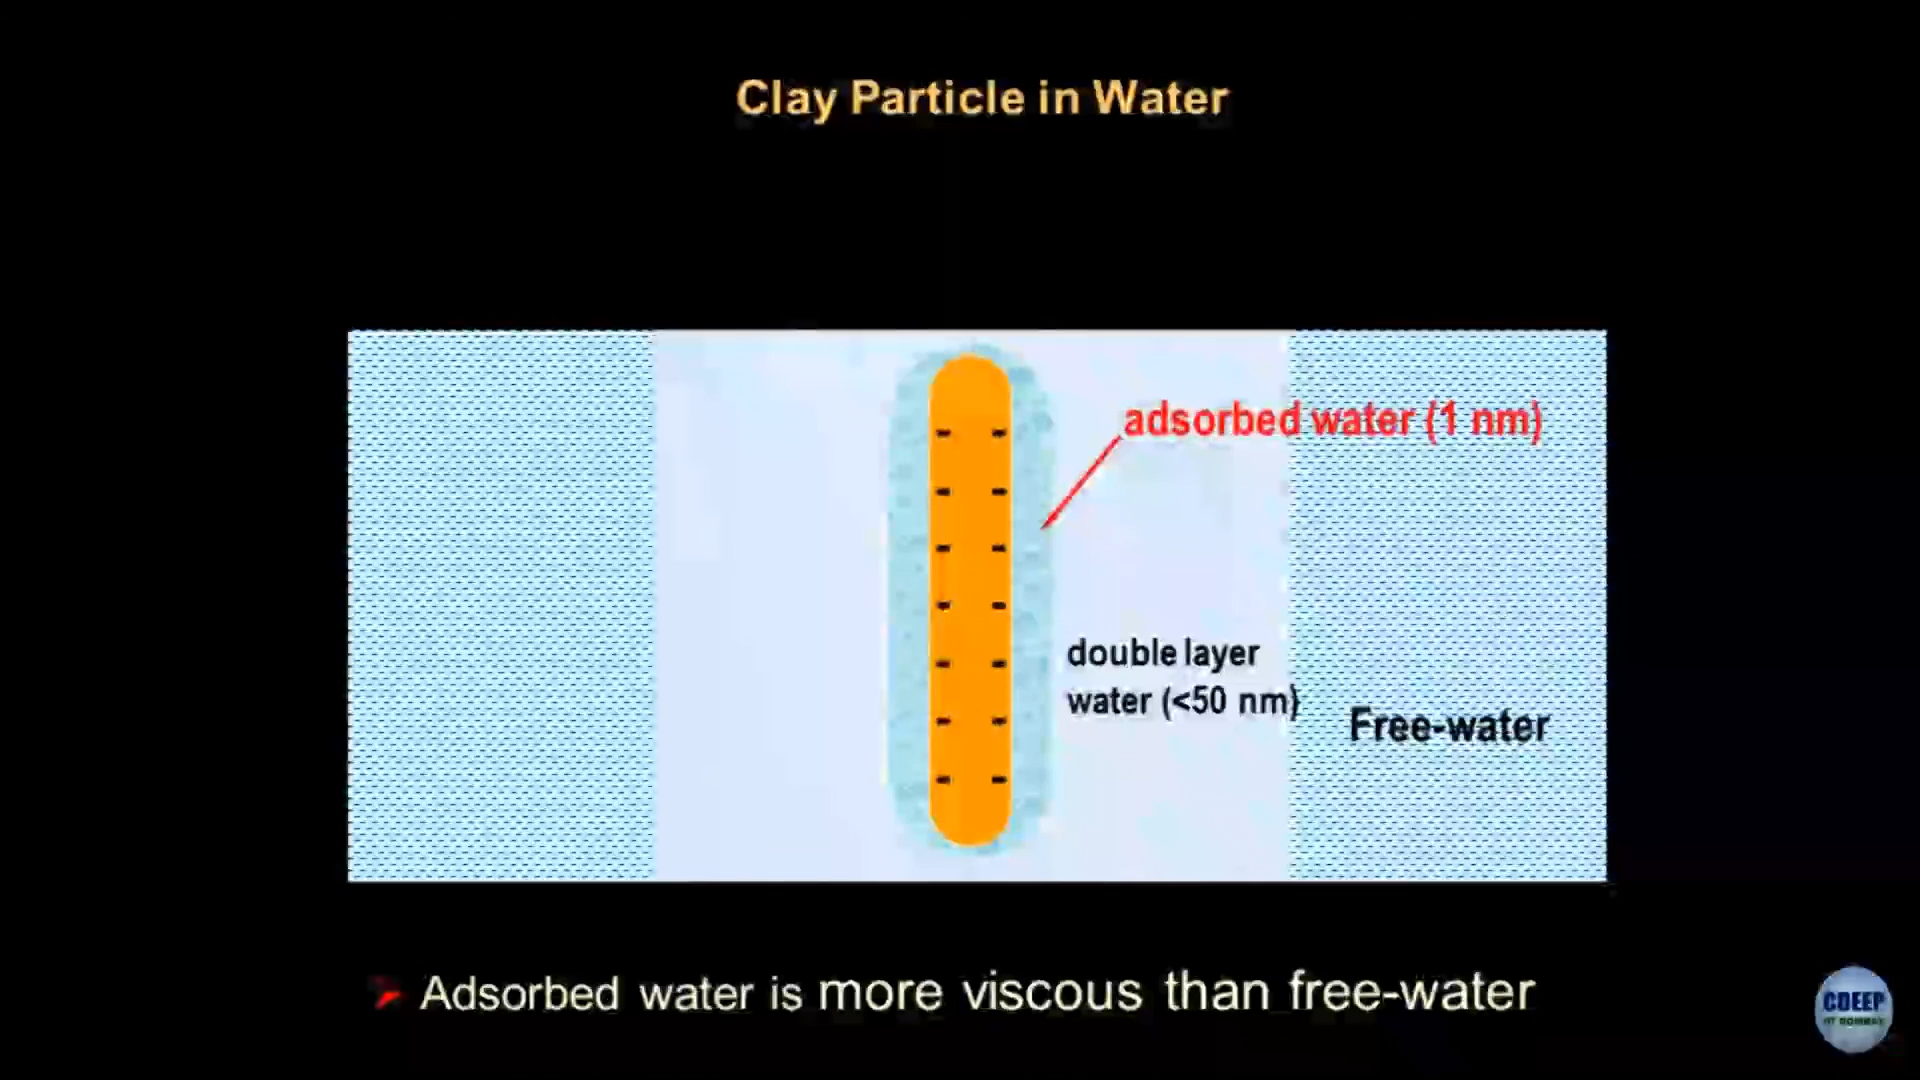 Clay Particle in Water
adsorbed water (1 nm)
double layer
water (<50 nm)
Free-water
Adsorbed water is more viscous than free-water
CDEEP
IIT BOMBAY